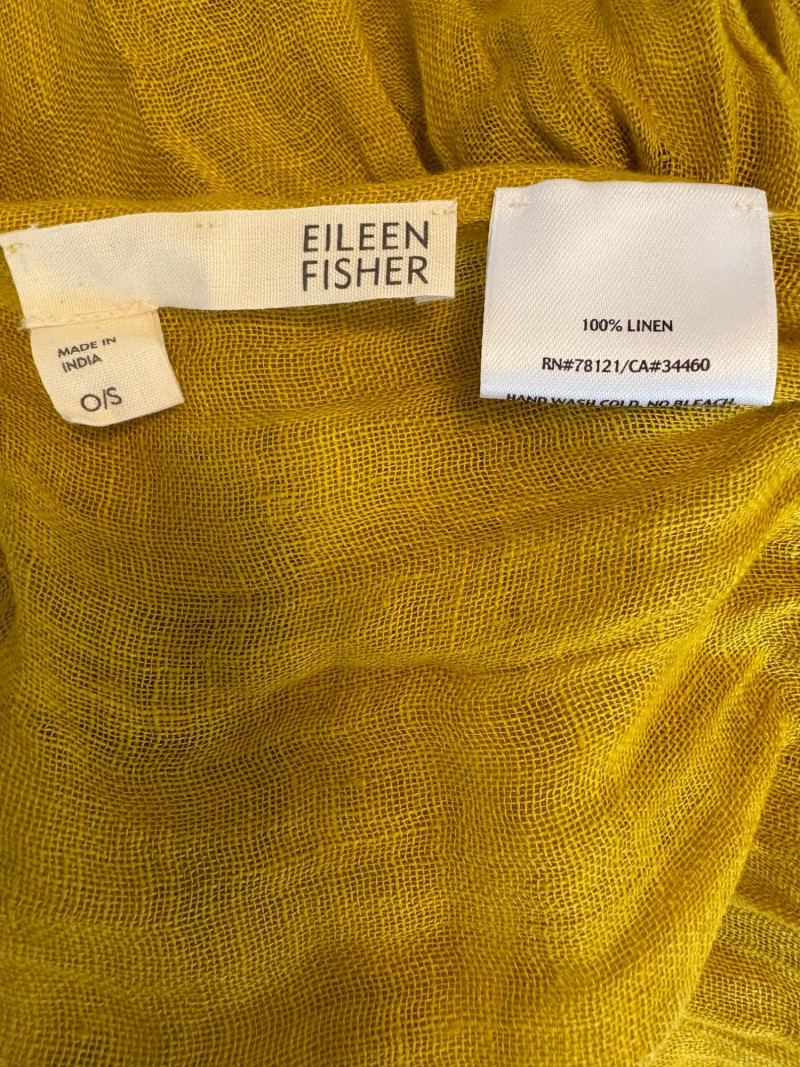 EILEEN
FISHER
MADE IN
INDIA
O/S
100% LINEN
RN#78121/CA#34460
HAND WASH COLD, NO BLEACH,